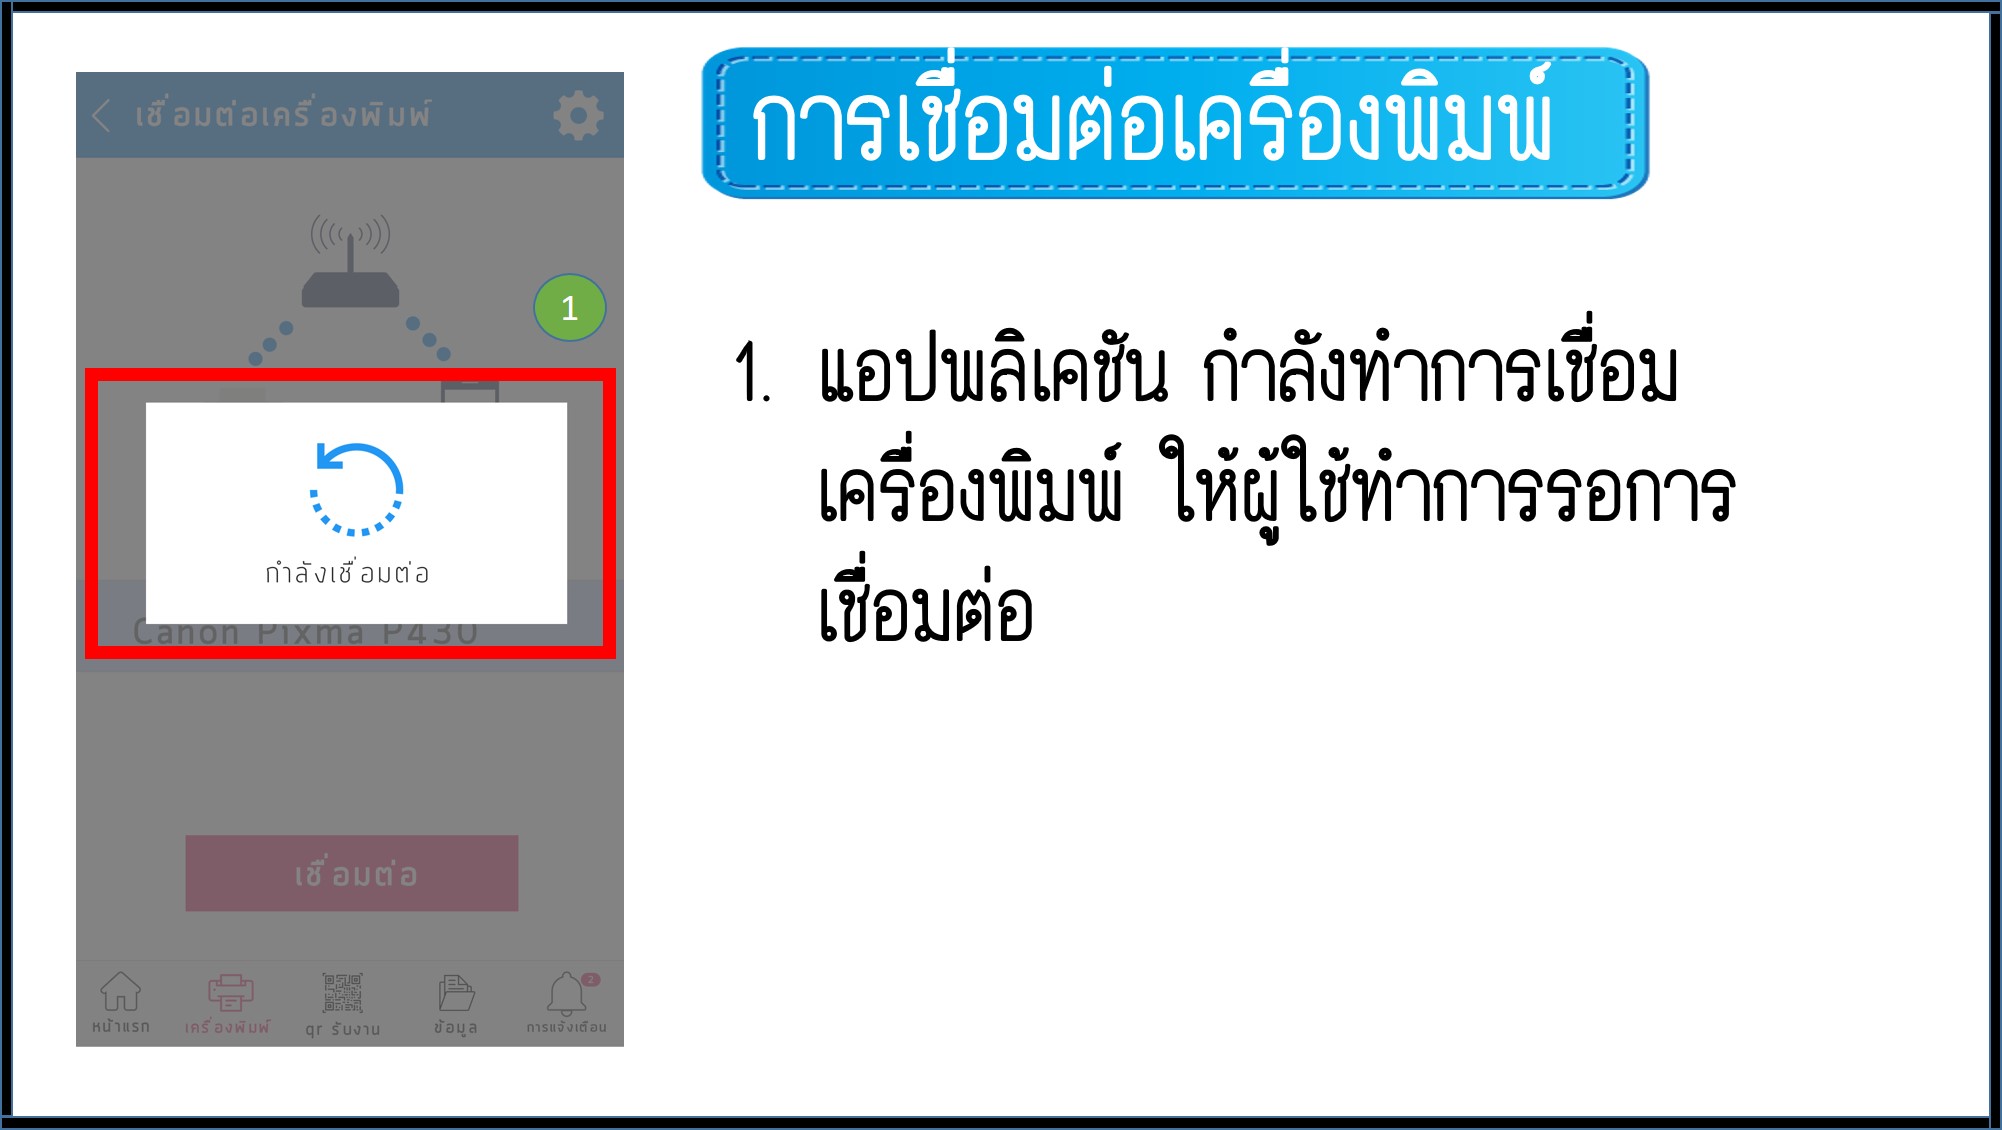 เชื่อมต่อเครื่องพิมพ์
1
กำลังเชื่อมต่อ
Canon Pixma P430
เชื่อมต่อ
หน้าแรก
เครื่องพิมพ์
qr รับงาน
ข้อมูล
2
การแจ้งเตือน
การเชื่อมต่อเครื่องพิมพ์
1. แอปพลิเคชัน กำลังทำการเชื่อม
เครื่องพิมพ์ ให้ผู้ใช้ทำการรอการ
เชื่อมต่อ